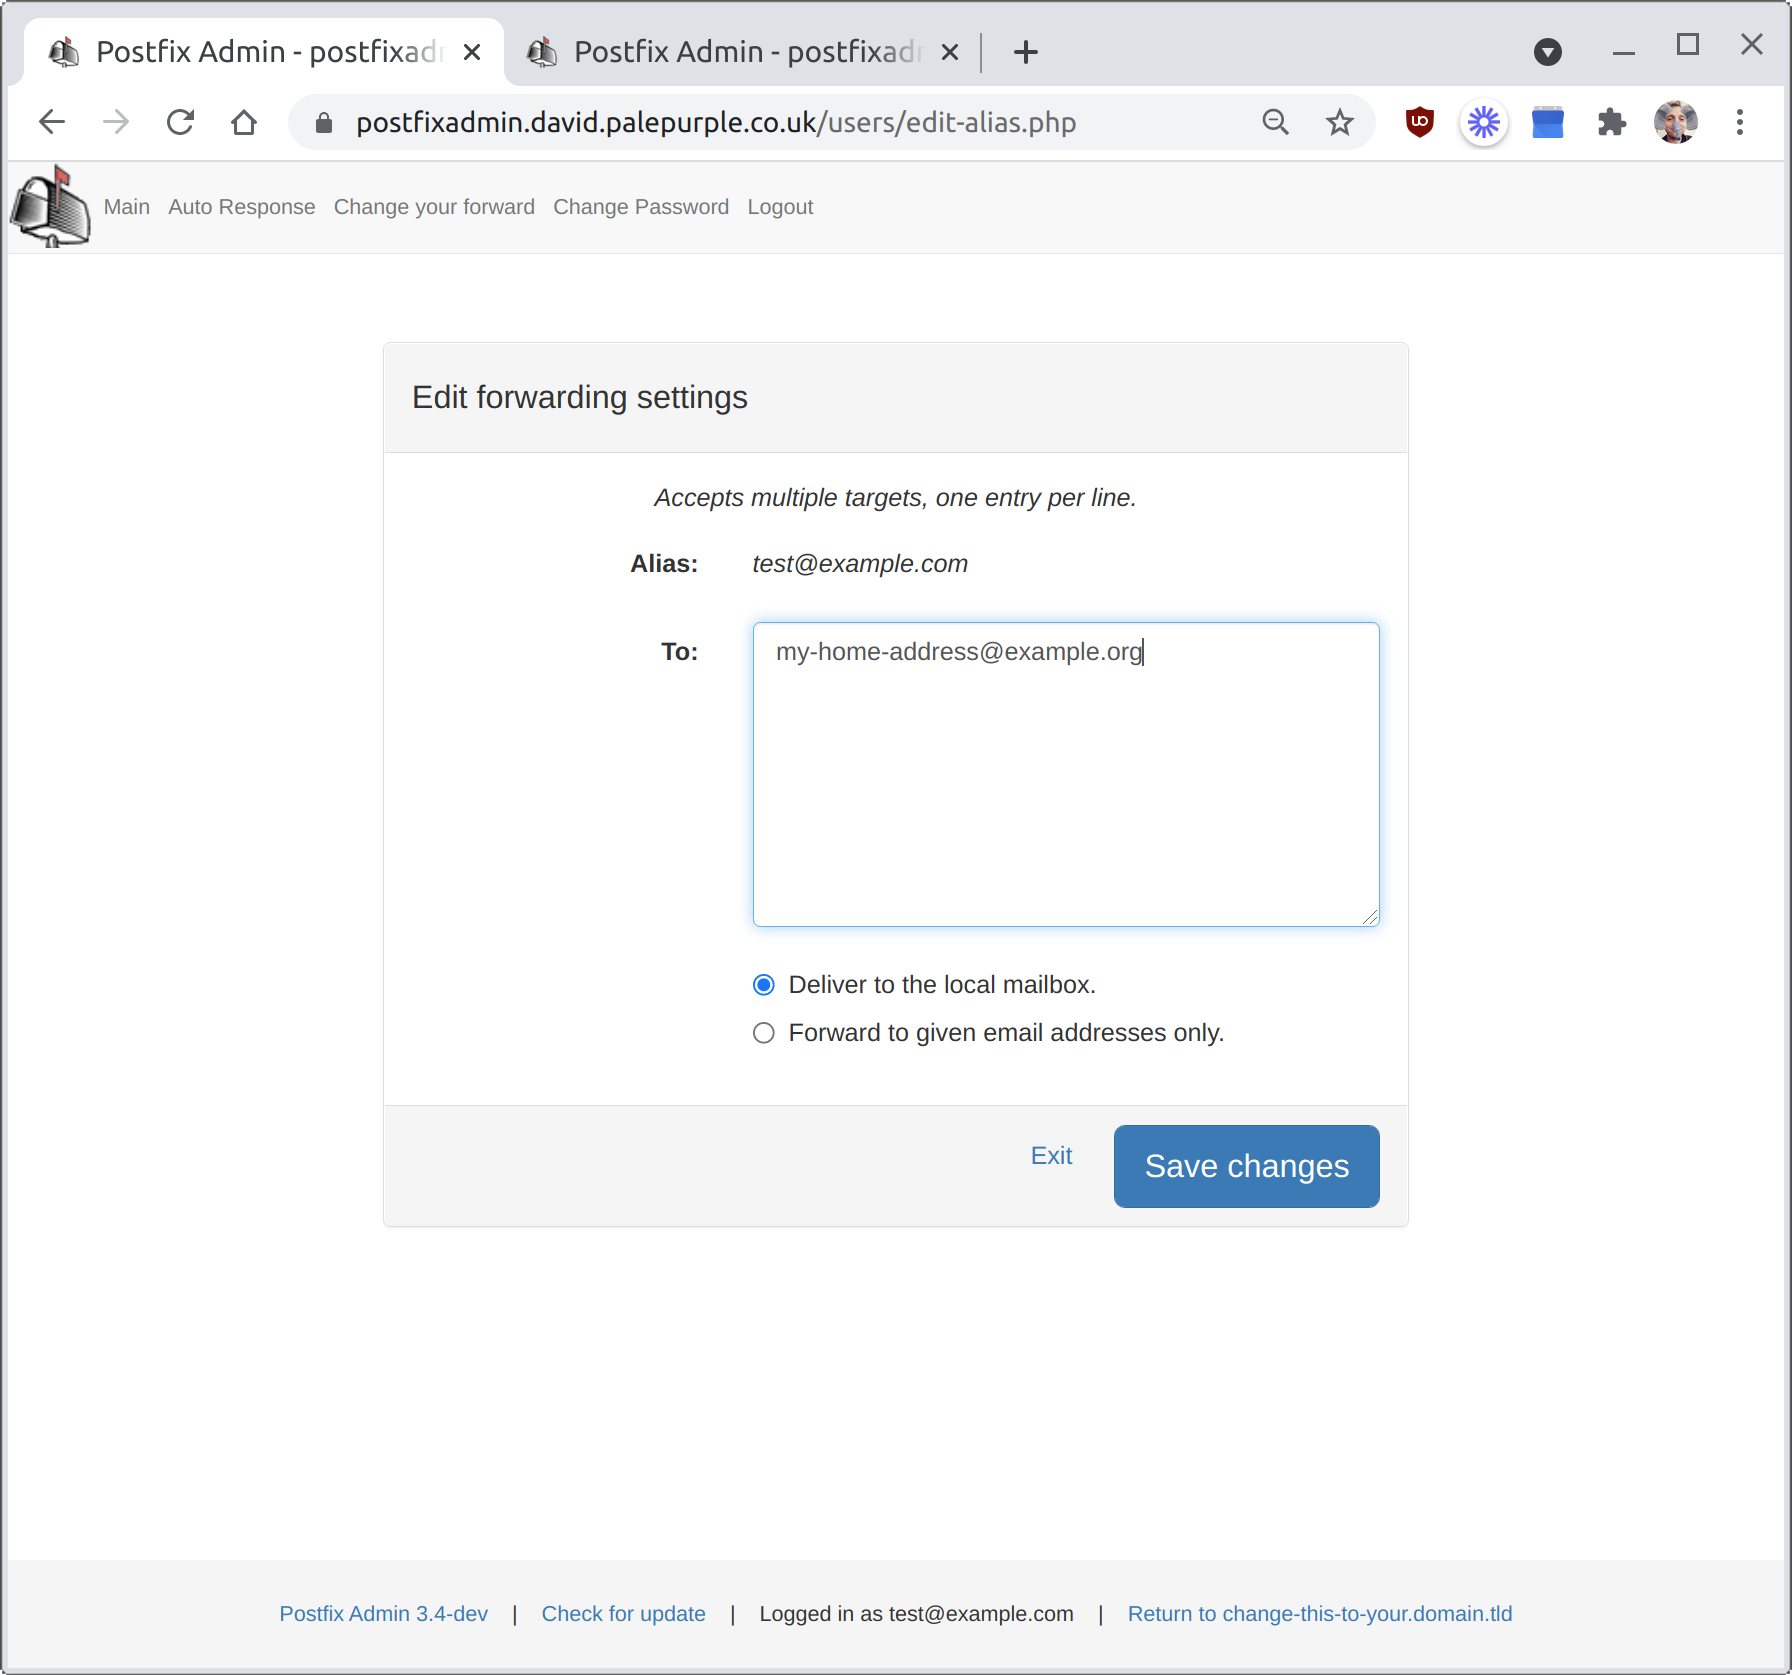 Postfix Admin - postfixadr
Postfix Admin - postfixadr
postfixadmin.david.palepurple.co.uk/users/edit-alias.php
Main Auto Response Change your forward Change Password Logout
Edit forwarding settings
Accepts multiple targets, one entry per line.
Alias: test@example.com
To: my-home-address@example.org
Deliver to the local mailbox.
Forward to given email addresses only.
Exit Save changes
Postfix Admin 3.4-dev | Check for update | Logged in as test@example.com | Return to change-this-to-your.domain.tld